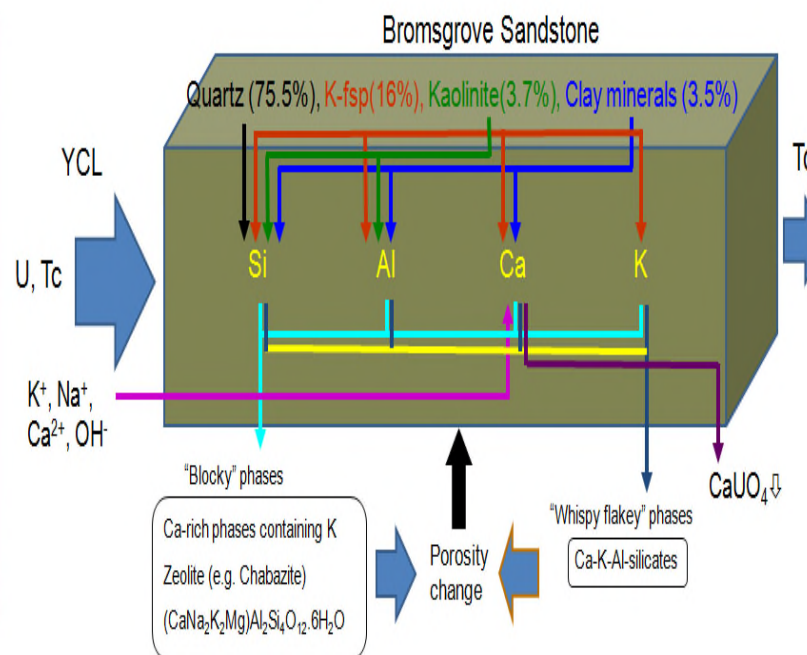 Bromsgrove Sandstone
Quartz (75.5%), K-fsp(16%), Kaolinite(3.7%), Clay minerals (3.5%)
YCL
Tc
U, Tc
Si Al Ca K
K⁺, Na⁺,
Ca²⁺, OH⁻
"Blocky" phases
Ca-rich phases containing K
Zeolite (e.g. Chabazite)
(CaNa₂K₂Mg)Al₂Si₄O₁₂.6H₂O
Porosity
change
"Whispy flakey" phases
Ca-K-Al-silicates
CaUO₄⇩